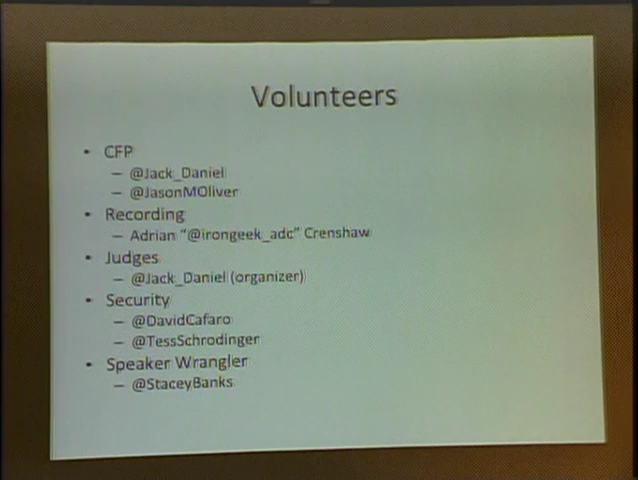 Volunteers
• CFP
– @Jack_Daniel
– @JasonMOliver
• Recording
– Adrian "@irongeek_adc" Crenshaw
• Judges
– @Jack_Daniel (organizer)
• Security
– @DavidCafaro
– @TessSchrodinger
• Speaker Wrangler
– @StaceyBanks